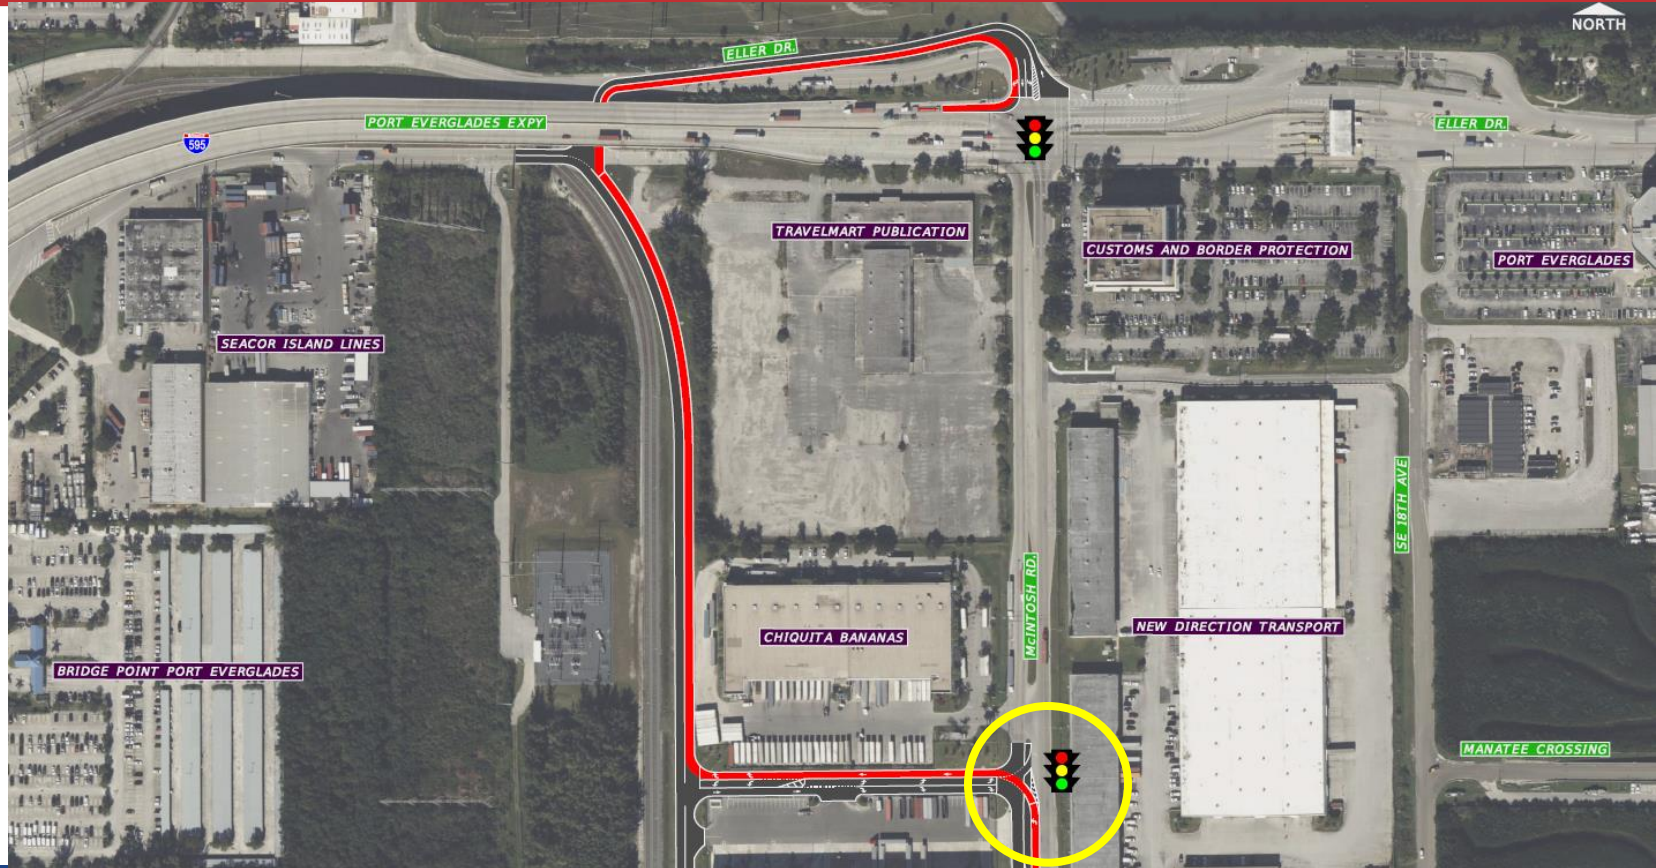 NORTH
ELLER DR.
PORT EVERGLADES EXPY
ELLER DR.
595
TRAVELMART PUBLICATION
CUSTOMS AND BORDER PROTECTION
PORT EVERGLADES
SEACOR ISLAND LINES
SE 18TH AVE
McINTOSH RD.
NEW DIRECTION TRANSPORT
CHIQUITA BANANAS
BRIDGE POINT PORT EVERGLADES
MANATEE CROSSING